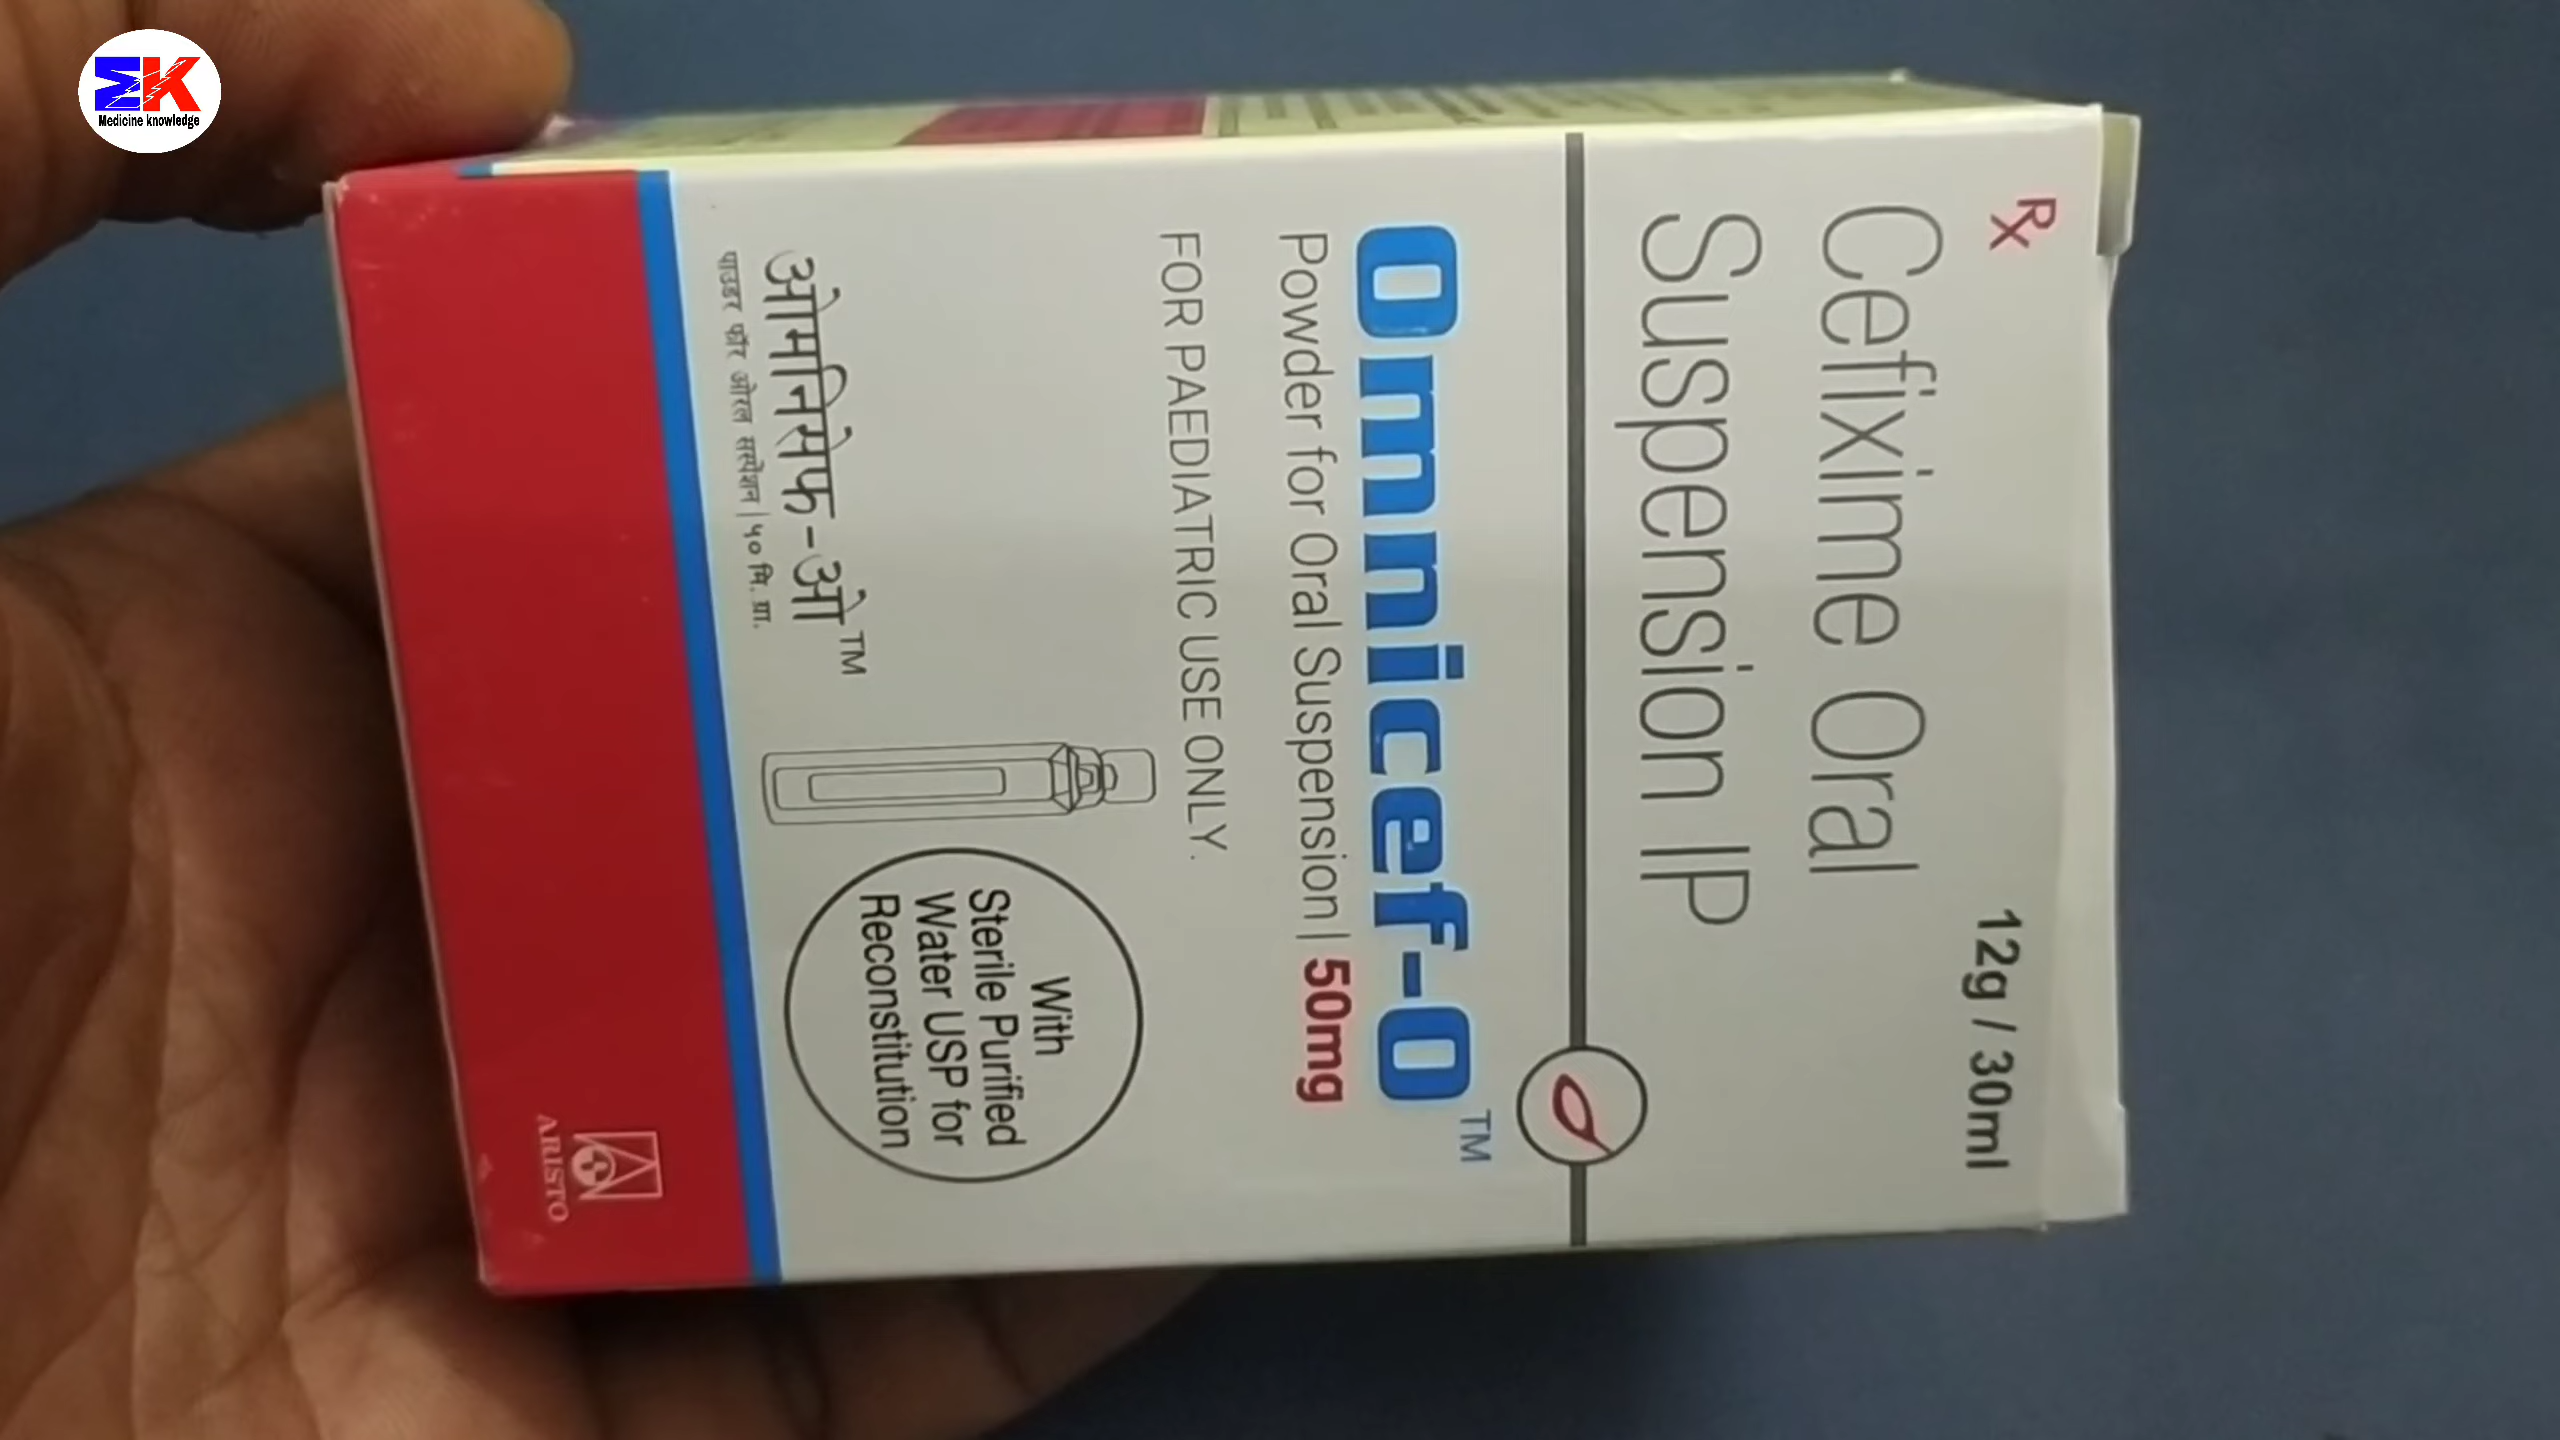 Medicine knowledge
Rx
12g / 30ml
Cefixime Oral
Suspension IP
Omnicef-O™
Powder for Oral Suspension | 50mg
FOR PAEDIATRIC USE ONLY.
With
Sterile Purified
Water USP for
Reconstitution
ओमनिसेफ-ओ™
पाउडर फॉर ओरल सस्पेंशन | ५० मि. ग्रा.
ARISTO